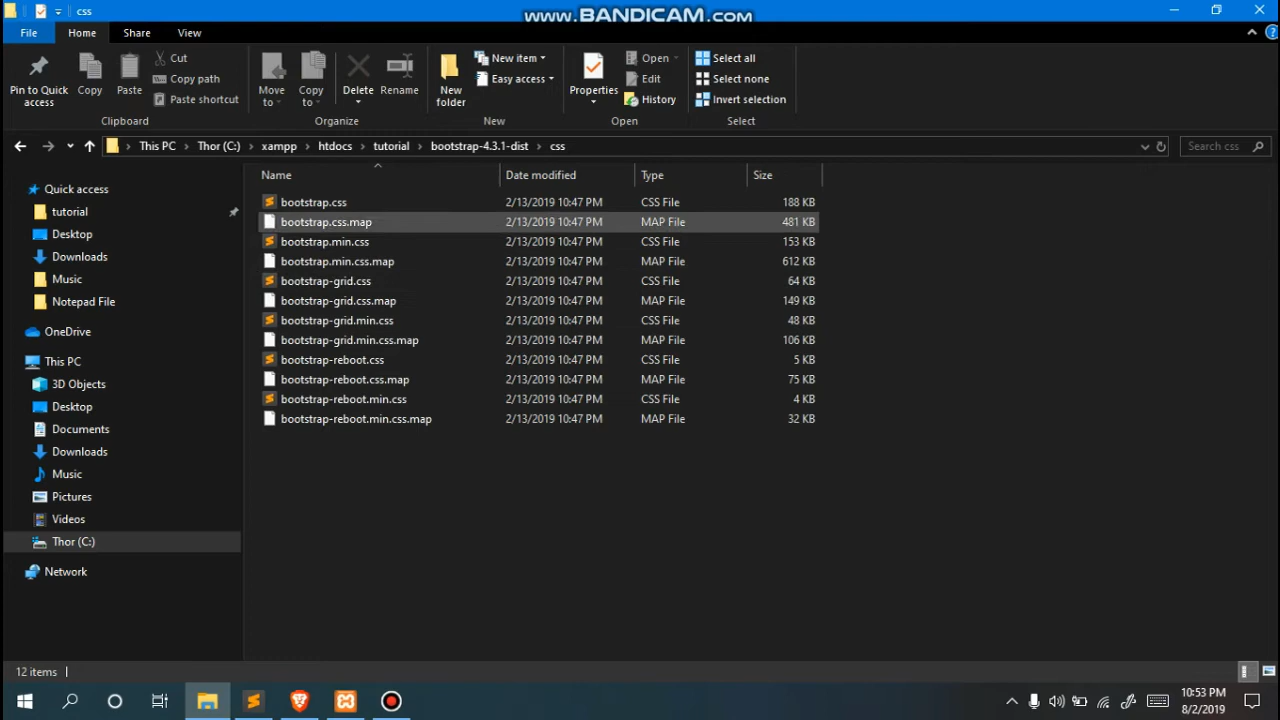 css
www.BANDICAM.com
File
Home
Share
View
Pin to Quick access
Copy
Paste
Cut
Copy path
Paste shortcut
Clipboard
Move to
Copy to
Delete
Rename
Organize
New folder
New item
Easy access
New
Properties
Open
Edit
History
Open
Select all
Select none
Invert selection
Select
This PC > Thor (C:) > xampp > htdocs > tutorial > bootstrap-4.3.1-dist > css
Search css
Name Date modified Type Size
Quick access
tutorial
Desktop
Downloads
Music
Notepad File
OneDrive
This PC
3D Objects
Desktop
Documents
Downloads
Music
Pictures
Videos
Thor (C:)
Network
bootstrap.css 2/13/2019 10:47 PM CSS File 188 KB
bootstrap.css.map 2/13/2019 10:47 PM MAP File 481 KB
bootstrap.min.css 2/13/2019 10:47 PM CSS File 153 KB
bootstrap.min.css.map 2/13/2019 10:47 PM MAP File 612 KB
bootstrap-grid.css 2/13/2019 10:47 PM CSS File 64 KB
bootstrap-grid.css.map 2/13/2019 10:47 PM MAP File 149 KB
bootstrap-grid.min.css 2/13/2019 10:47 PM CSS File 48 KB
bootstrap-grid.min.css.map 2/13/2019 10:47 PM MAP File 106 KB
bootstrap-reboot.css 2/13/2019 10:47 PM CSS File 5 KB
bootstrap-reboot.css.map 2/13/2019 10:47 PM MAP File 75 KB
bootstrap-reboot.min.css 2/13/2019 10:47 PM CSS File 4 KB
bootstrap-reboot.min.css.map 2/13/2019 10:47 PM MAP File 32 KB
12 items
10:53 PM
8/2/2019